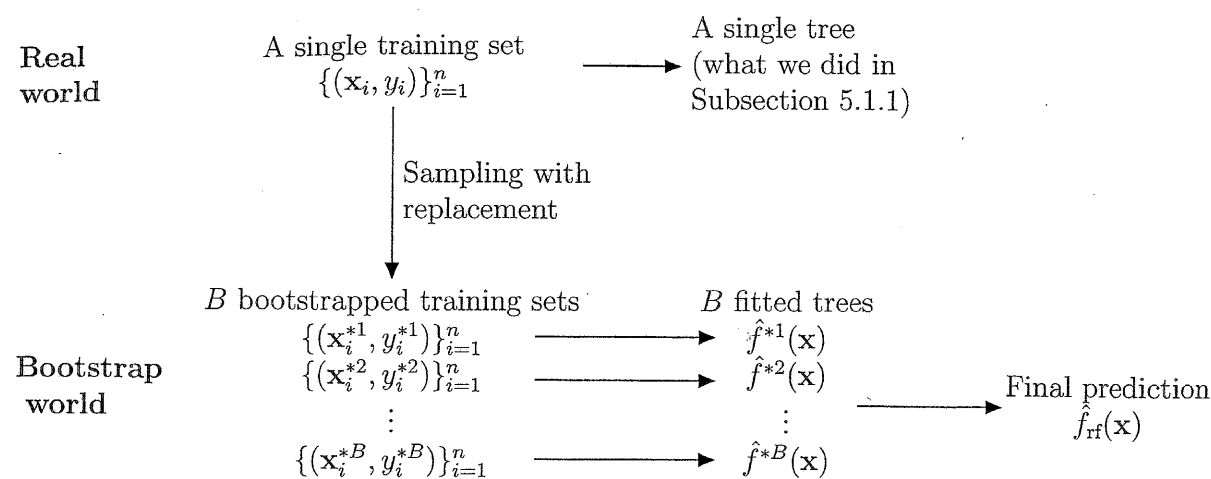 Real
world
A single training set
{(x_i, y_i)}_{i=1}^n
A single tree
(what we did in
Subsection 5.1.1)
Sampling with
replacement
Bootstrap
world
B bootstrapped training sets
{(x_i^{*1}, y_i^{*1})}_{i=1}^n
{(x_i^{*2}, y_i^{*2})}_{i=1}^n
⋮
{(x_i^{*B}, y_i^{*B})}_{i=1}^n
B fitted trees
f̂^{*1}(x)
f̂^{*2}(x)
⋮
f̂^{*B}(x)
Final prediction
f̂_{rf}(x)